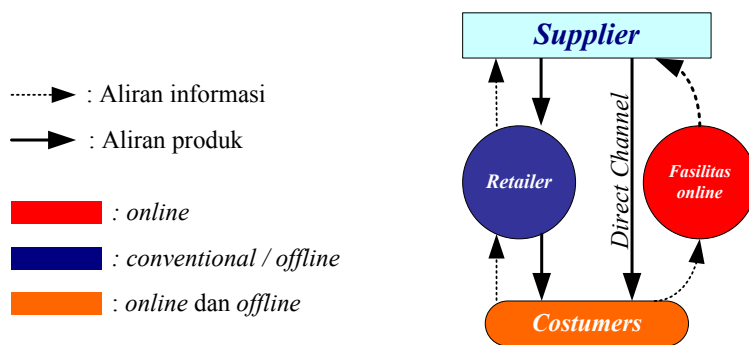 Supplier
: Aliran informasi
: Aliran produk
Direct Channel
Retailer
Fasilitas
online
: online
: conventional / offline
: online dan offline
Costumers